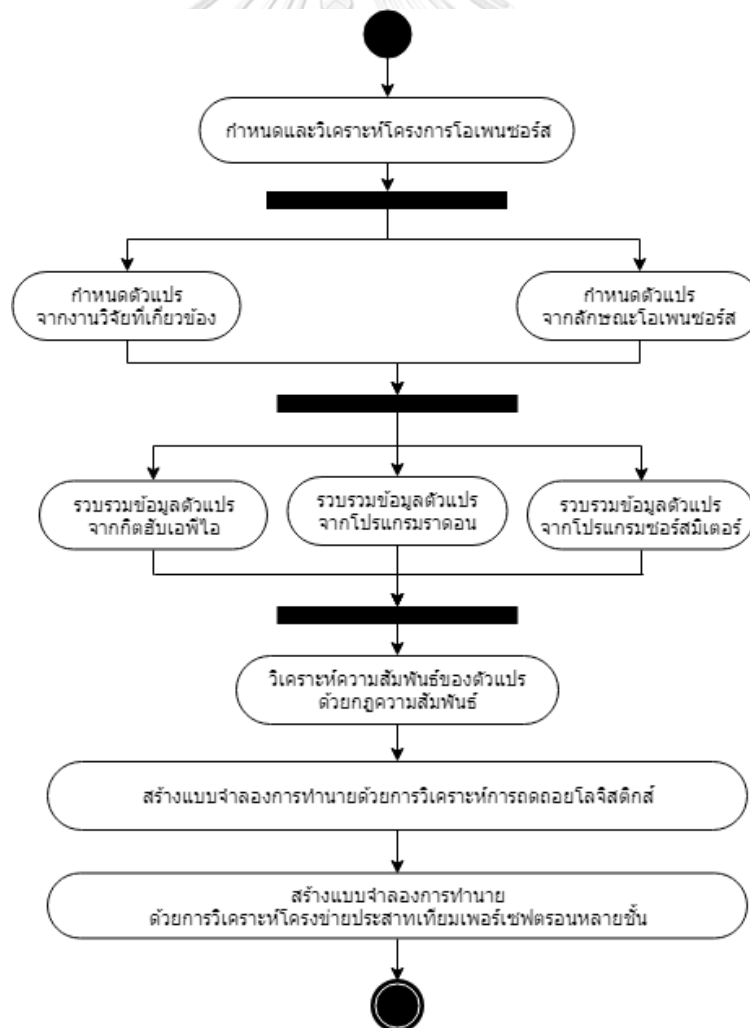 กำหนดและวิเคราะห์โครงการโอเพนซอร์ส
กำหนดตัวแปร
จากงานวิจัยที่เกี่ยวข้อง
กำหนดตัวแปร
จากลักษณะโอเพนซอร์ส
รวบรวมข้อมูลตัวแปร
จากกิตฮับเอพีไอ
รวบรวมข้อมูลตัวแปร
จากโปรแกรมราดอน
รวบรวมข้อมูลตัวแปร
จากโปรแกรมซอร์สมิเตอร์
วิเคราะห์ความสัมพันธ์ของตัวแปร
ด้วยกฎความสัมพันธ์
สร้างแบบจำลองการทำนายด้วยการวิเคราะห์การถดถอยโลจิสติกส์
สร้างแบบจำลองการทำนาย
ด้วยการวิเคราะห์โครงข่ายประสาทเทียมเพอร์เซฟตรอนหลายชั้น